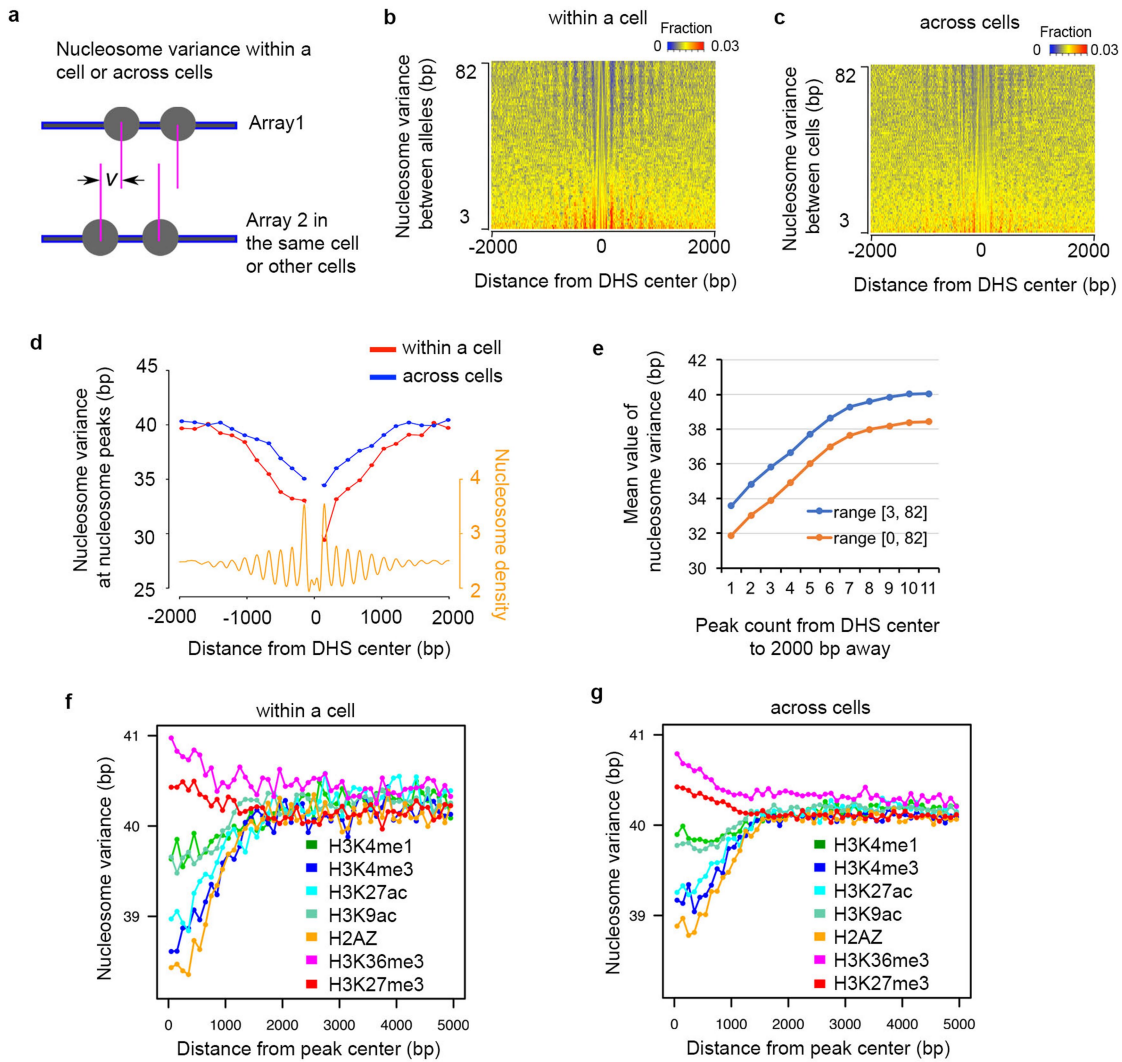 a
Nucleosome variance within a
cell or across cells
Array1
V
Array 2 in
the same cell
or other cells
b
within a cell
Fraction
0 0.03
Nucleosome variance
between alleles (bp)
82
3
-2000 0 2000
Distance from DHS center (bp)
c
across cells
Fraction
0 0.03
Nucleosome variance
between cells (bp)
82
3
-2000 0 2000
Distance from DHS center (bp)
d
within a cell
across cells
Nucleosome variance
at nucleosome peaks (bp)
45
40
35
30
25
Nucleosome density
4
3
2
-2000 -1000 0 1000 2000
Distance from DHS center (bp)
e
Mean value of
nucleosome variance (bp)
42
40
38
36
34
32
30
range [3, 82]
range [0, 82]
1 2 3 4 5 6 7 8 9 10 11
Peak count from DHS center
to 2000 bp away
f
within a cell
Nucleosome variance (bp)
41
40
39
H3K4me1
H3K4me3
H3K27ac
H3K9ac
H2AZ
H3K36me3
H3K27me3
0 1000 2000 3000 4000 5000
Distance from peak center (bp)
g
across cells
Nucleosome variance (bp)
41
40
39
H3K4me1
H3K4me3
H3K27ac
H3K9ac
H2AZ
H3K36me3
H3K27me3
0 1000 2000 3000 4000 5000
Distance from peak center (bp)